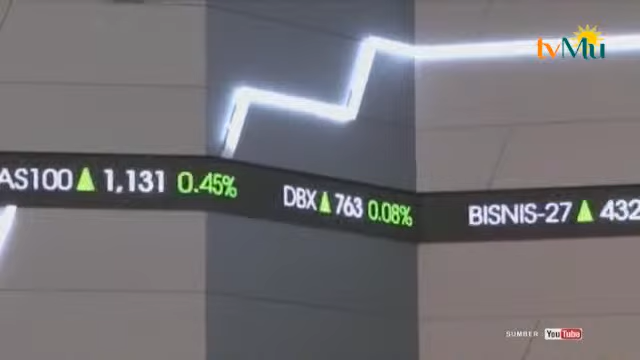 tvMu
AS100 ▲ 1,131 0.45%
DBX ▲ 763 0.08%
BISNIS-27 ▲ 432
SUMBER YouTube